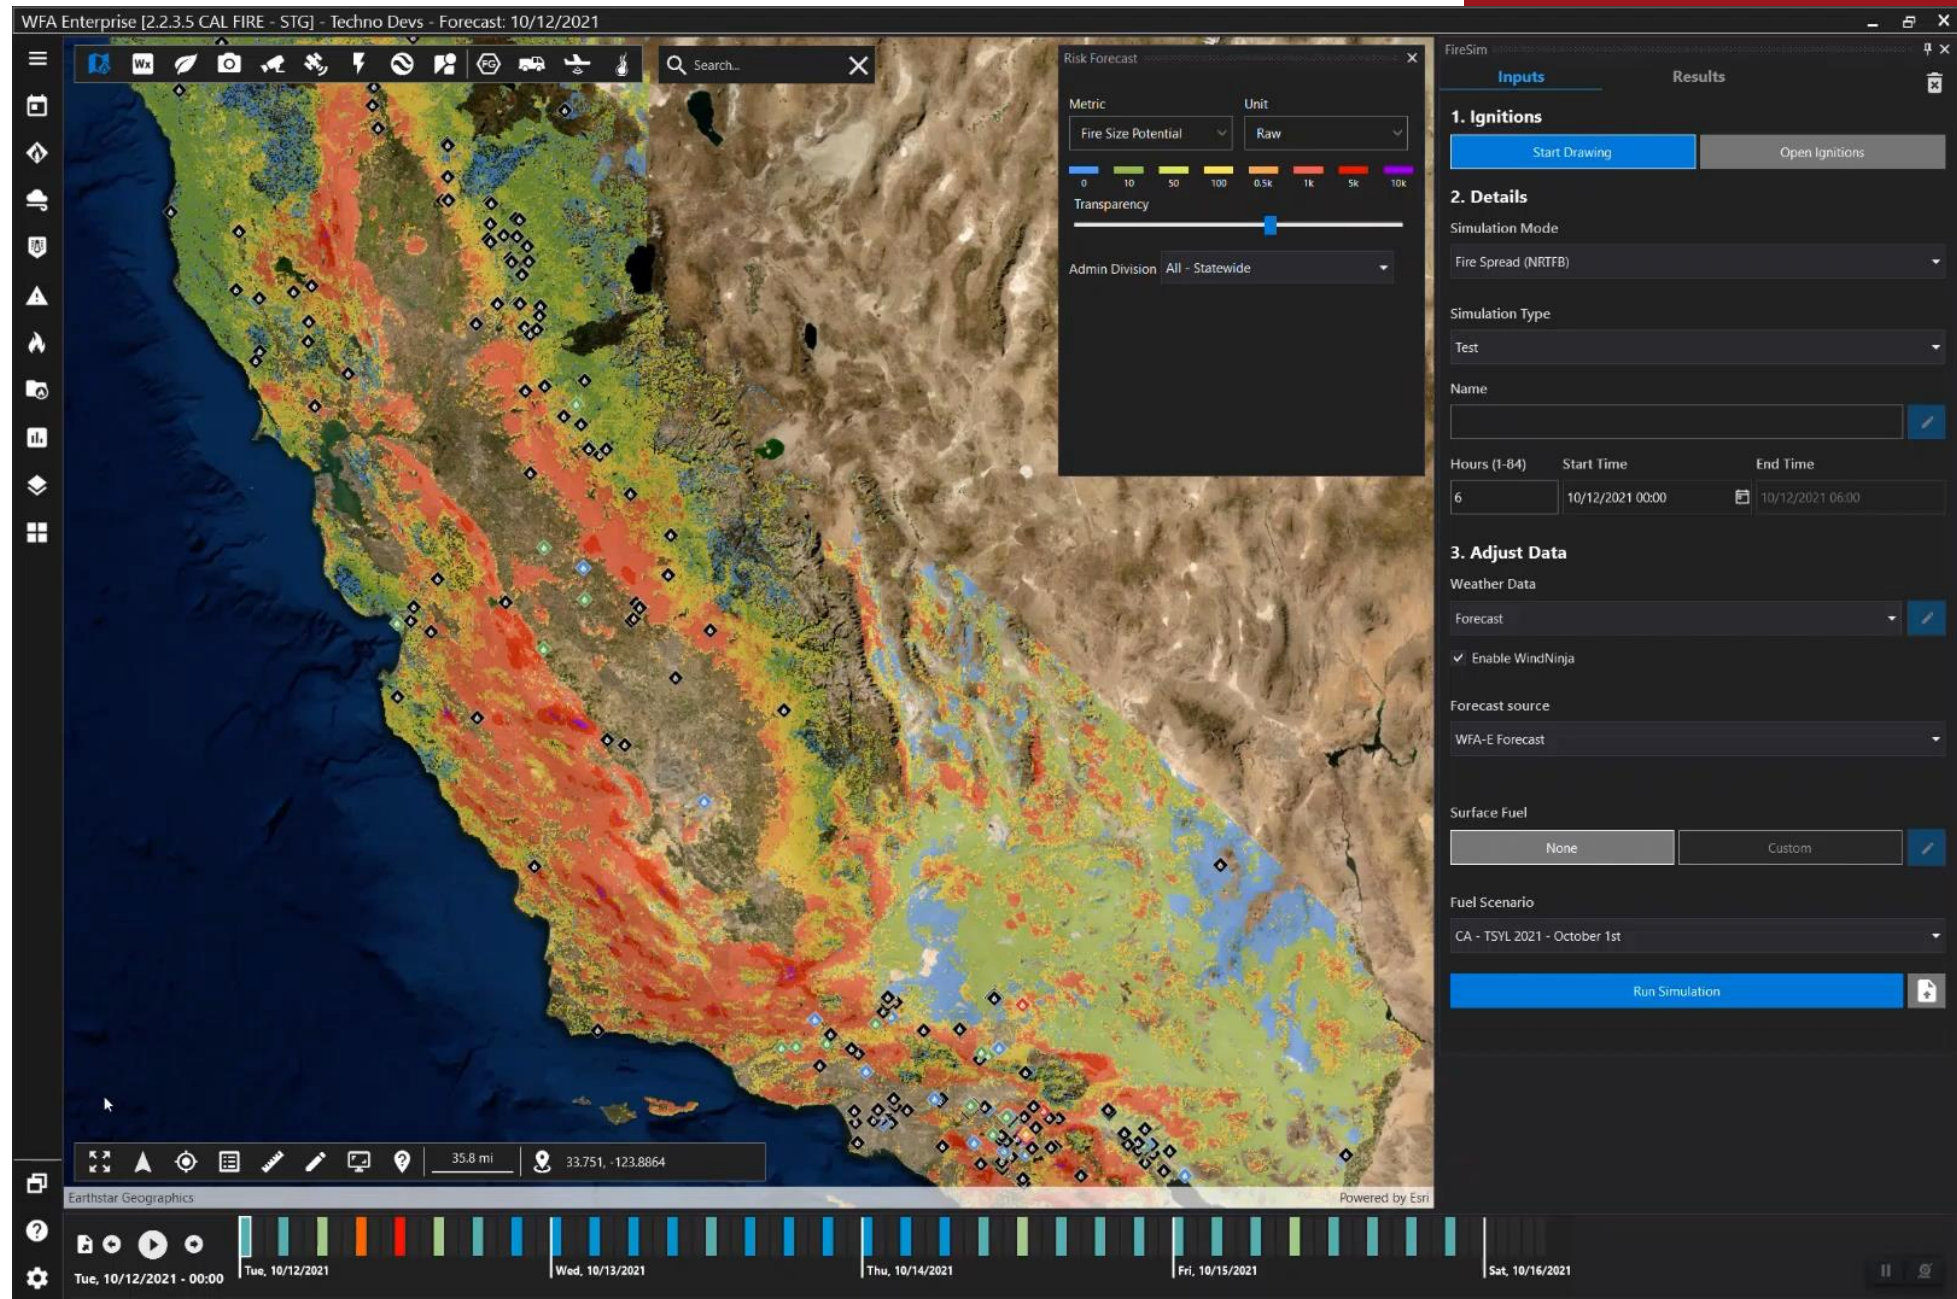 WFA Enterprise [2.2.3.5 CAL FIRE - STG] - Techno Devs - Forecast: 10/12/2021
Wx
FG
Search...
Risk Forecast
Metric
Unit
Fire Size Potential
Raw
0 10 50 100 0.5k 1k 5k 10k
Transparency
Admin Division All - Statewide
FireSim
Inputs
Results
1. Ignitions
Start Drawing
Open Ignitions
2. Details
Simulation Mode
Fire Spread (NRTFB)
Simulation Type
Test
Name
Hours (1-84)
Start Time
End Time
6
10/12/2021 00:00
10/12/2021 06:00
3. Adjust Data
Weather Data
Forecast
Enable WindNinja
Forecast source
WFA-E Forecast
Surface Fuel
None
Custom
Fuel Scenario
CA - TSYL 2021 - October 1st
Run Simulation
35.8 mi
33.751, -123.8864
Earthstar Geographics
Powered by Esri
Tue, 10/12/2021 - 00:00
Tue, 10/12/2021
Wed, 10/13/2021
Thu, 10/14/2021
Fri, 10/15/2021
Sat, 10/16/2021